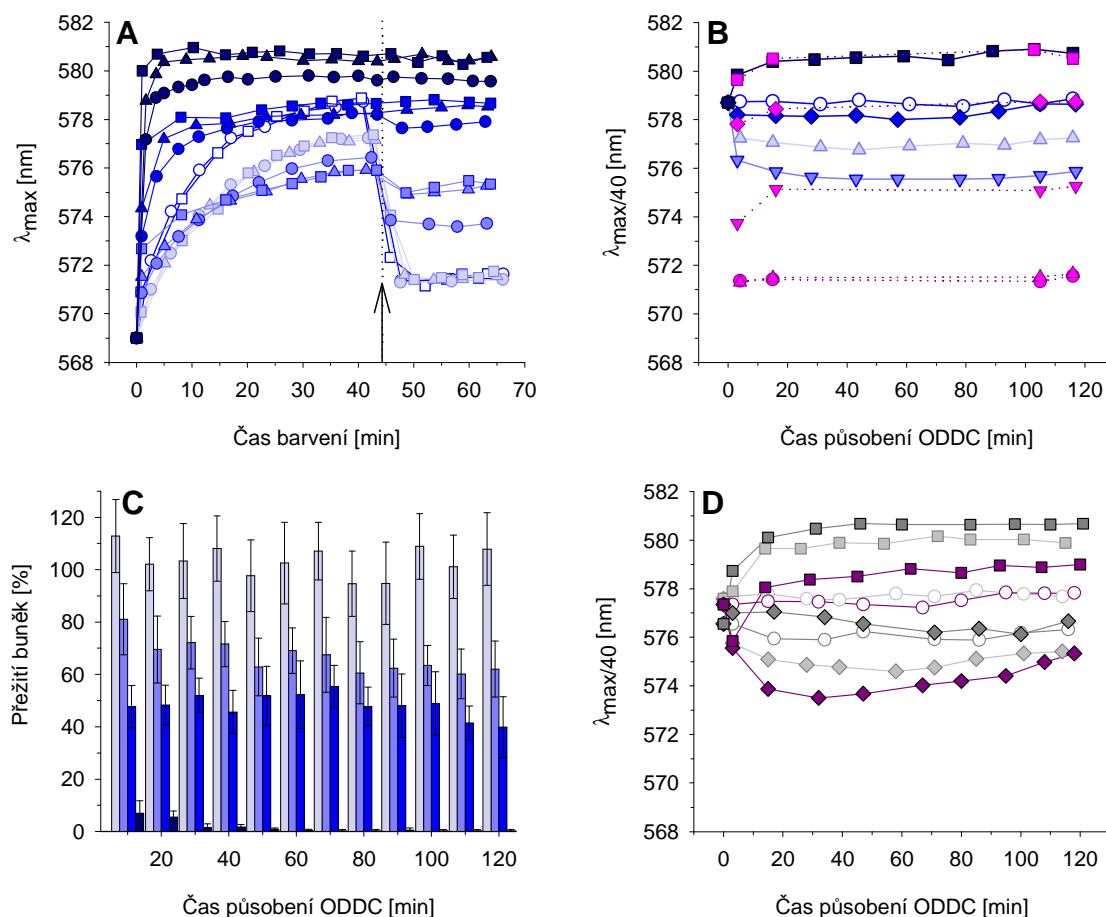 A
582
580
578
576
574
572
570
568
λmax [nm]
0 10 20 30 40 50 60 70
Čas barvení [min]
B
582
580
578
576
574
572
570
568
λmax/40 [nm]
0 20 40 60 80 100 120
Čas působení ODDC [min]
C
120
100
80
60
40
20
0
Přežití buněk [%]
20 40 60 80 100 120
Čas působení ODDC [min]
D
582
580
578
576
574
572
570
568
λmax/40 [nm]
0 20 40 60 80 100 120
Čas působení ODDC [min]